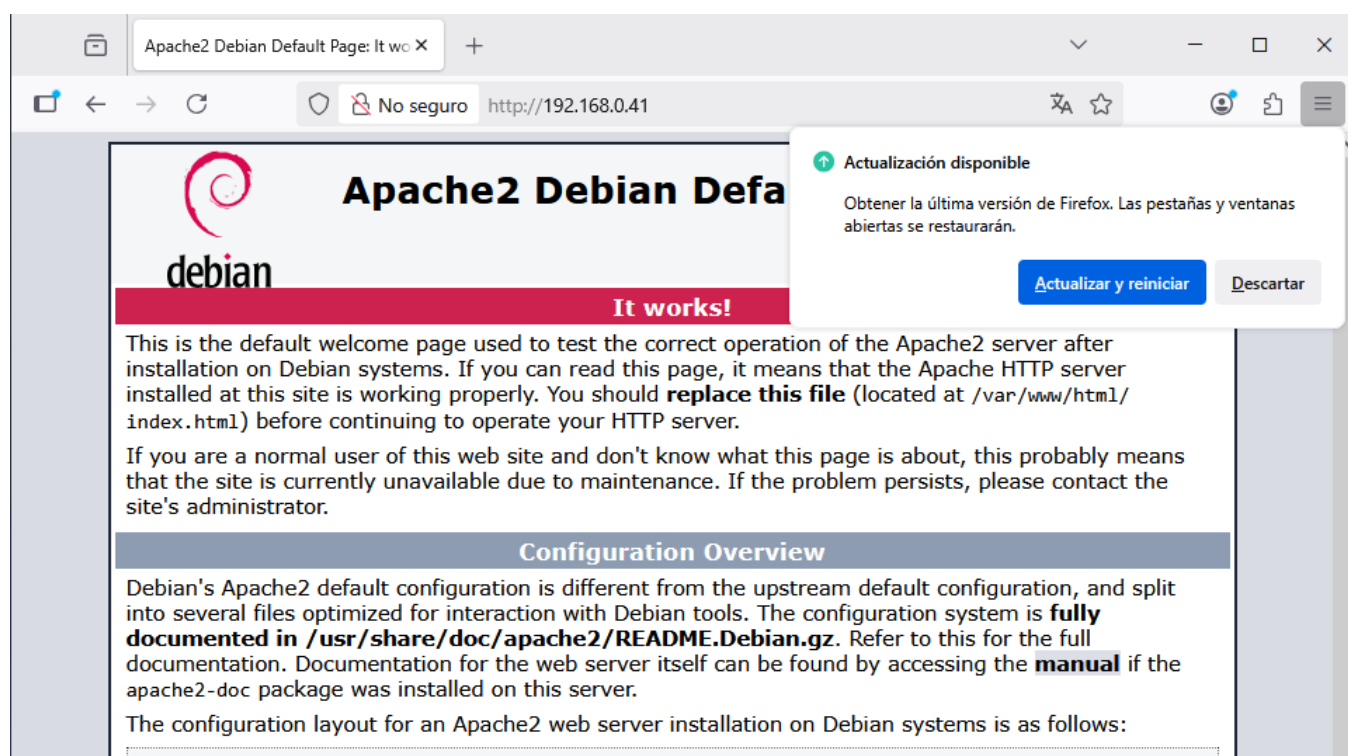 Apache2 Debian Default Page: It wo
No seguro http://192.168.0.41
Actualización disponible
Obtener la última versión de Firefox. Las pestañas y ventanas
abiertas se restaurarán.
Actualizar y reiniciar Descartar
debian
Apache2 Debian Defa
It works!
This is the default welcome page used to test the correct operation of the Apache2 server after
installation on Debian systems. If you can read this page, it means that the Apache HTTP server
installed at this site is working properly. You should replace this file (located at /var/www/html/
index.html) before continuing to operate your HTTP server.
If you are a normal user of this web site and don't know what this page is about, this probably means
that the site is currently unavailable due to maintenance. If the problem persists, please contact the
site's administrator.
Configuration Overview
Debian's Apache2 default configuration is different from the upstream default configuration, and split
into several files optimized for interaction with Debian tools. The configuration system is fully
documented in /usr/share/doc/apache2/README.Debian.gz. Refer to this for the full
documentation. Documentation for the web server itself can be found by accessing the manual if the
apache2-doc package was installed on this server.
The configuration layout for an Apache2 web server installation on Debian systems is as follows: